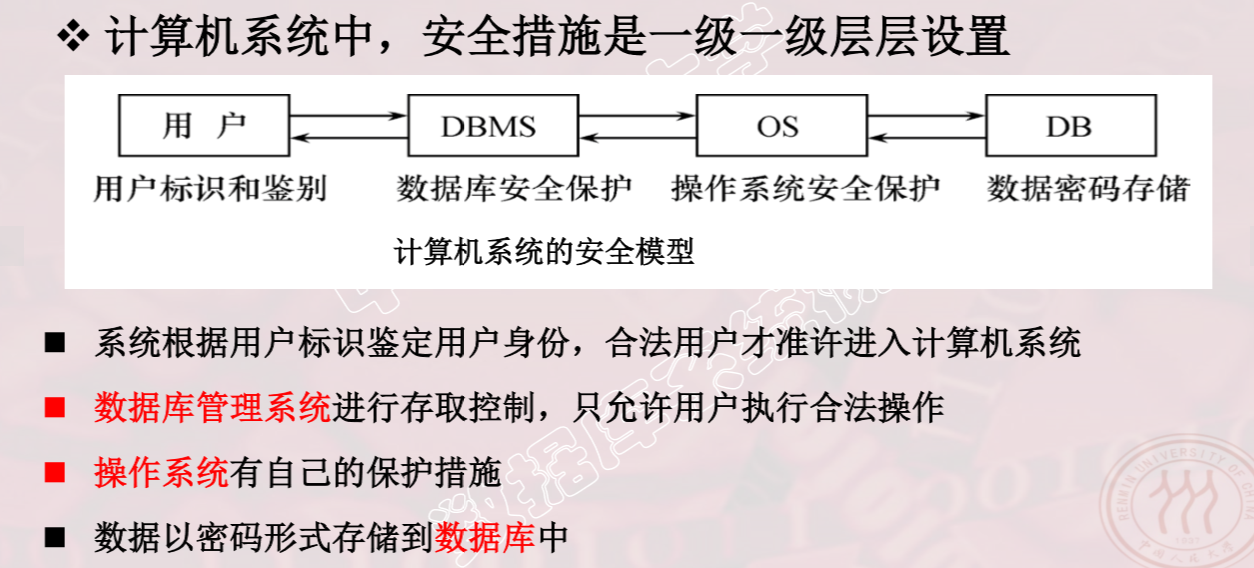 ❖ 计算机系统中，安全措施是一级一级层层设置
用 户 DBMS OS DB
用户标识和鉴别 数据库安全保护 操作系统安全保护 数据密码存储
计算机系统的安全模型
■ 系统根据用户标识鉴定用户身份，合法用户才准许进入计算机系统
■ 数据库管理系统进行存取控制，只允许用户执行合法操作
■ 操作系统有自己的保护措施
■ 数据以密码形式存储到数据库中